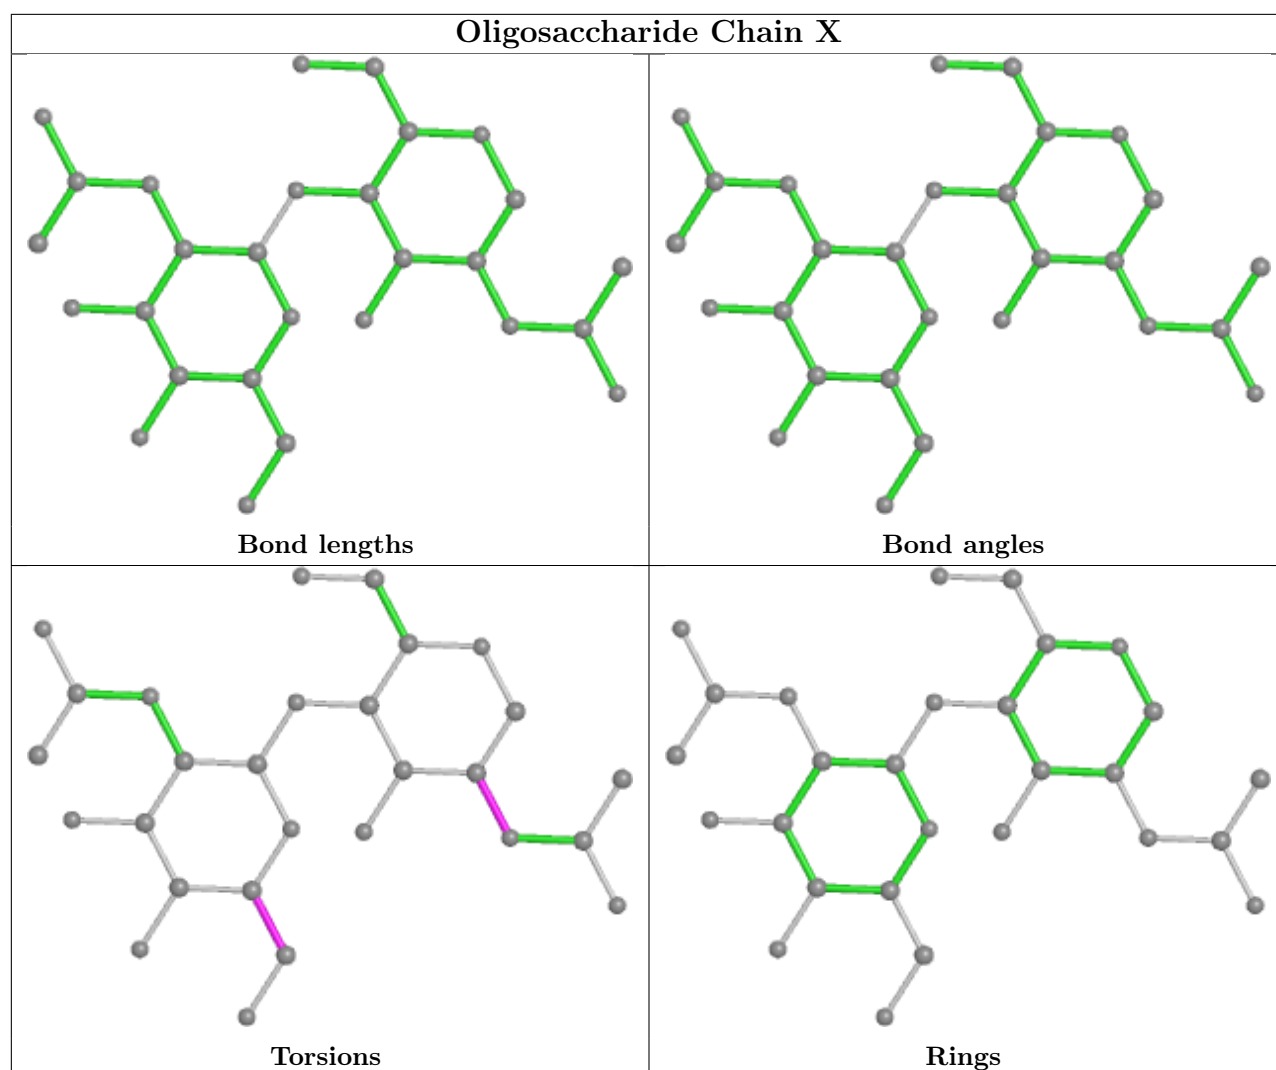 Oligosaccharide Chain X
Bond lengths
Bond angles
Torsions
Rings